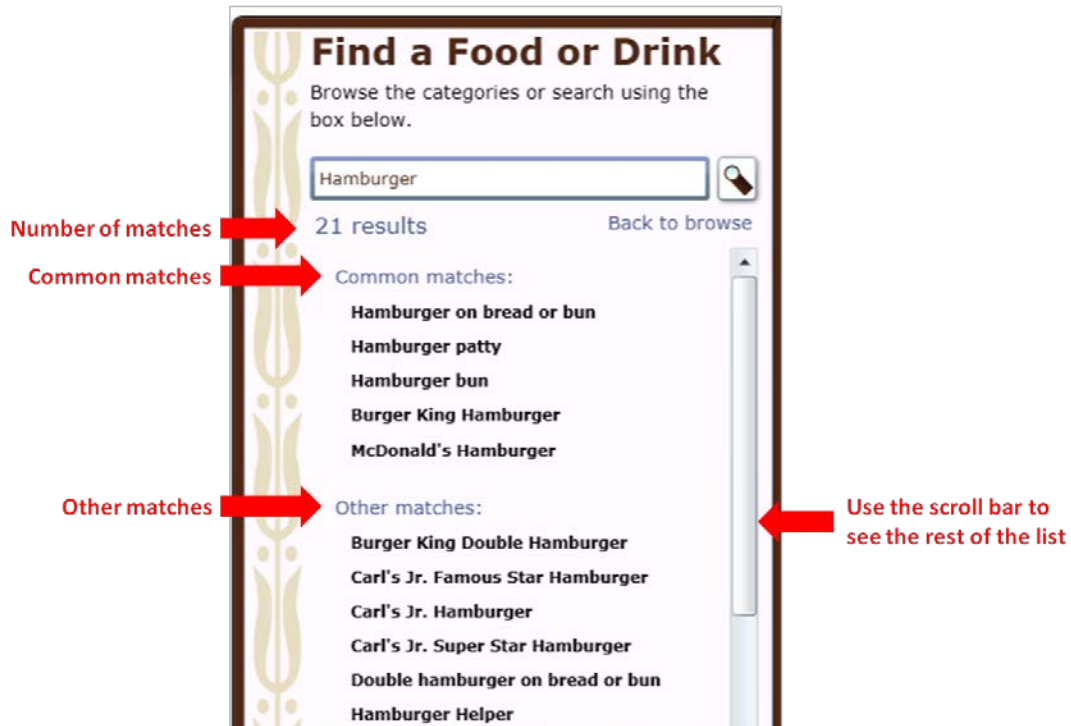 Find a Food or Drink
Browse the categories or search using the
box below.
Hamburger
Number of matches
21 results
Back to browse
Common matches
Common matches:
Hamburger on bread or bun
Hamburger patty
Hamburger bun
Burger King Hamburger
McDonald's Hamburger
Other matches
Other matches:
Use the scroll bar to
see the rest of the list
Burger King Double Hamburger
Carl's Jr. Famous Star Hamburger
Carl's Jr. Hamburger
Carl's Jr. Super Star Hamburger
Double hamburger on bread or bun
Hamburger Helper